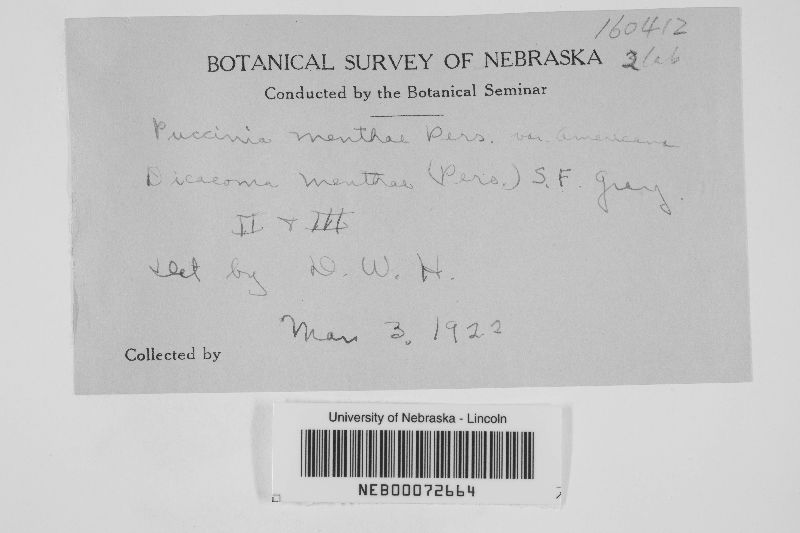 160412
BOTANICAL SURVEY OF NEBRASKA
Conducted by the Botanical Seminar
Puccinia menthae Pers. var. Americana
Dicaeoma menthae (Pers.) S. F. Gray.
II & III
det by D. W. H.
Mar 3, 1922
Collected by
University of Nebraska - Lincoln
NEB00072664